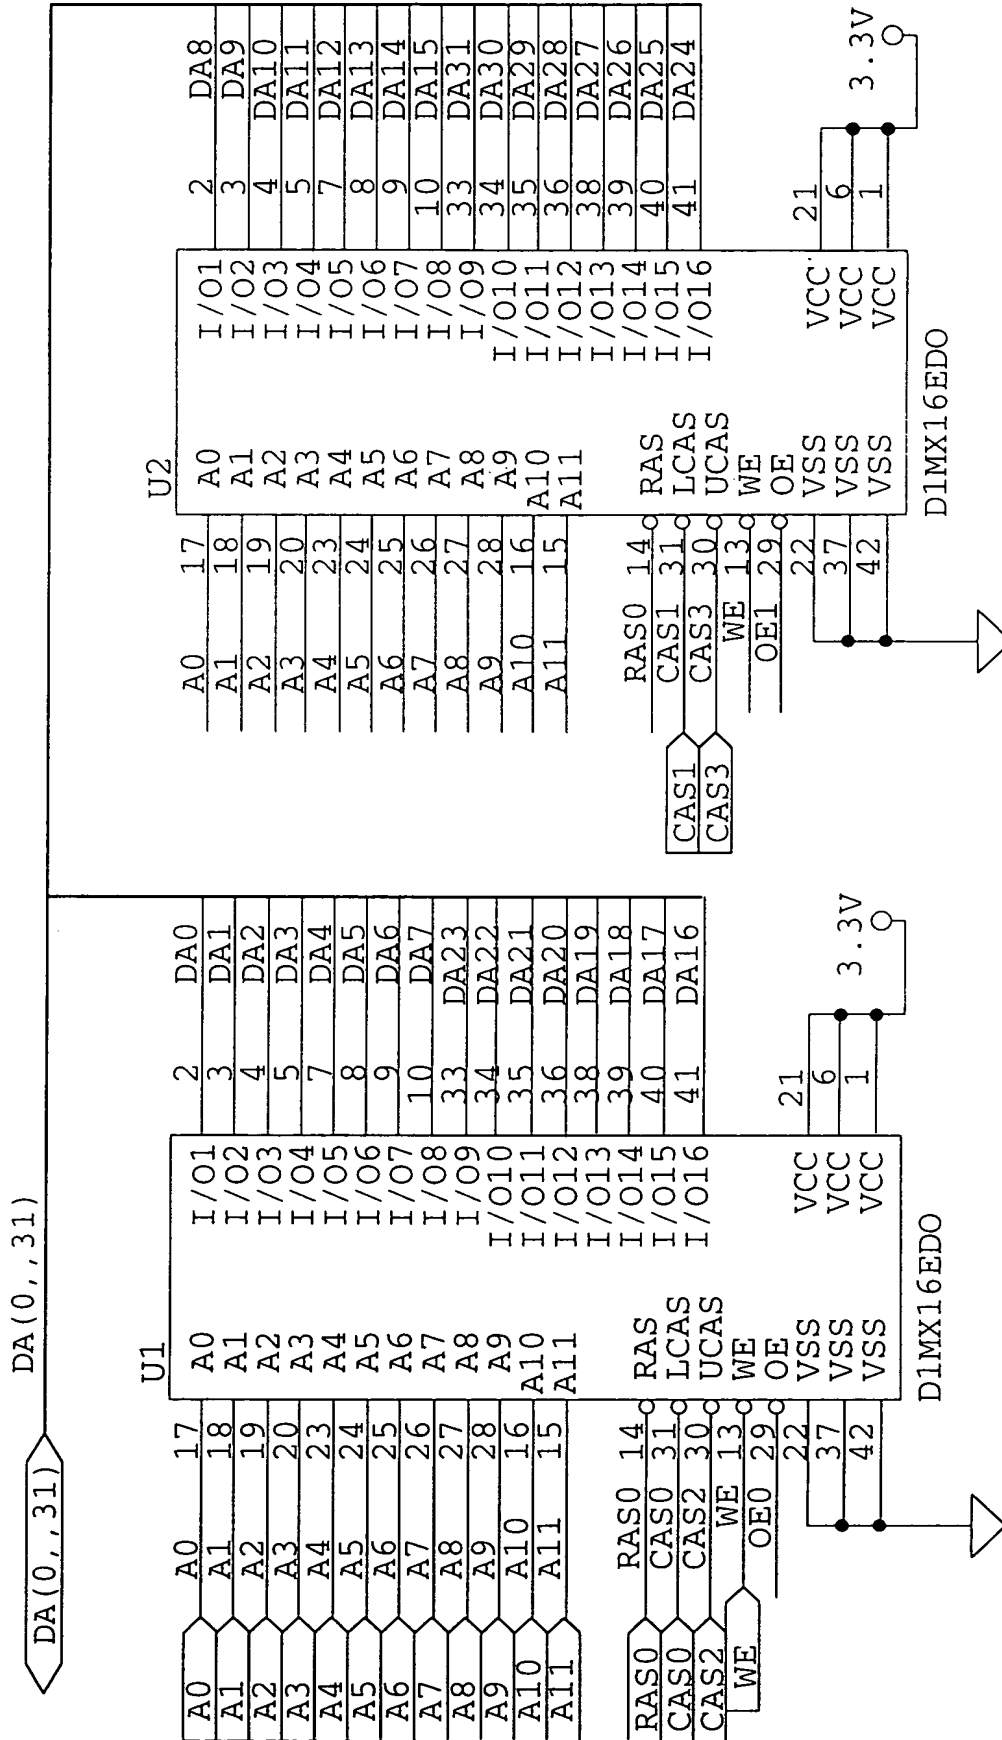 DA(0,,31)
DA(0,,31)
U1
A0 A0 17 A0
A1 A1 18 A1
A2 A2 19 A2
A3 A3 20 A3
A4 A4 23 A4
A5 A5 24 A5
A6 A6 25 A6
A7 A7 26 A7
A8 A8 27 A8
A9 A9 28 A9
A10 A10 16 A10
A11 A11 15 A11
RAS0 RAS0 14 RAS
CAS0 CAS0 31 LCAS
CAS2 CAS2 30 UCAS
WE WE 13 WE
OE0 29 OE
22 VSS
37 VSS
42 VSS
I/O1 2 DA0
I/O2 3 DA1
I/O3 4 DA2
I/O4 5 DA3
I/O5 7 DA4
I/O6 8 DA5
I/O7 9 DA6
I/O8 10 DA7
I/O9 33 DA23
I/O10 34 DA22
I/O11 35 DA21
I/O12 36 DA20
I/O13 38 DA19
I/O14 39 DA18
I/O15 40 DA17
I/O16 41 DA16
VCC 21
VCC 6
VCC 1
3.3V
D1MX16EDO
U2
A0 17 A0
A1 18 A1
A2 19 A2
A3 20 A3
A4 23 A4
A5 24 A5
A6 25 A6
A7 26 A7
A8 27 A8
A9 28 A9
A10 16 A10
A11 15 A11
RAS0 14 RAS
CAS1 CAS1 31 LCAS
CAS3 CAS3 30 UCAS
WE 13 WE
OE1 29 OE
22 VSS
37 VSS
42 VSS
I/O1 2 DA8
I/O2 3 DA9
I/O3 4 DA10
I/O4 5 DA11
I/O5 7 DA12
I/O6 8 DA13
I/O7 9 DA14
I/O8 10 DA15
I/O9 33 DA31
I/O10 34 DA30
I/O11 35 DA29
I/O12 36 DA28
I/O13 38 DA27
I/O14 39 DA26
I/O15 40 DA25
I/O16 41 DA24
VCC 21
VCC 6
VCC 1
3.3V
D1MX16EDO